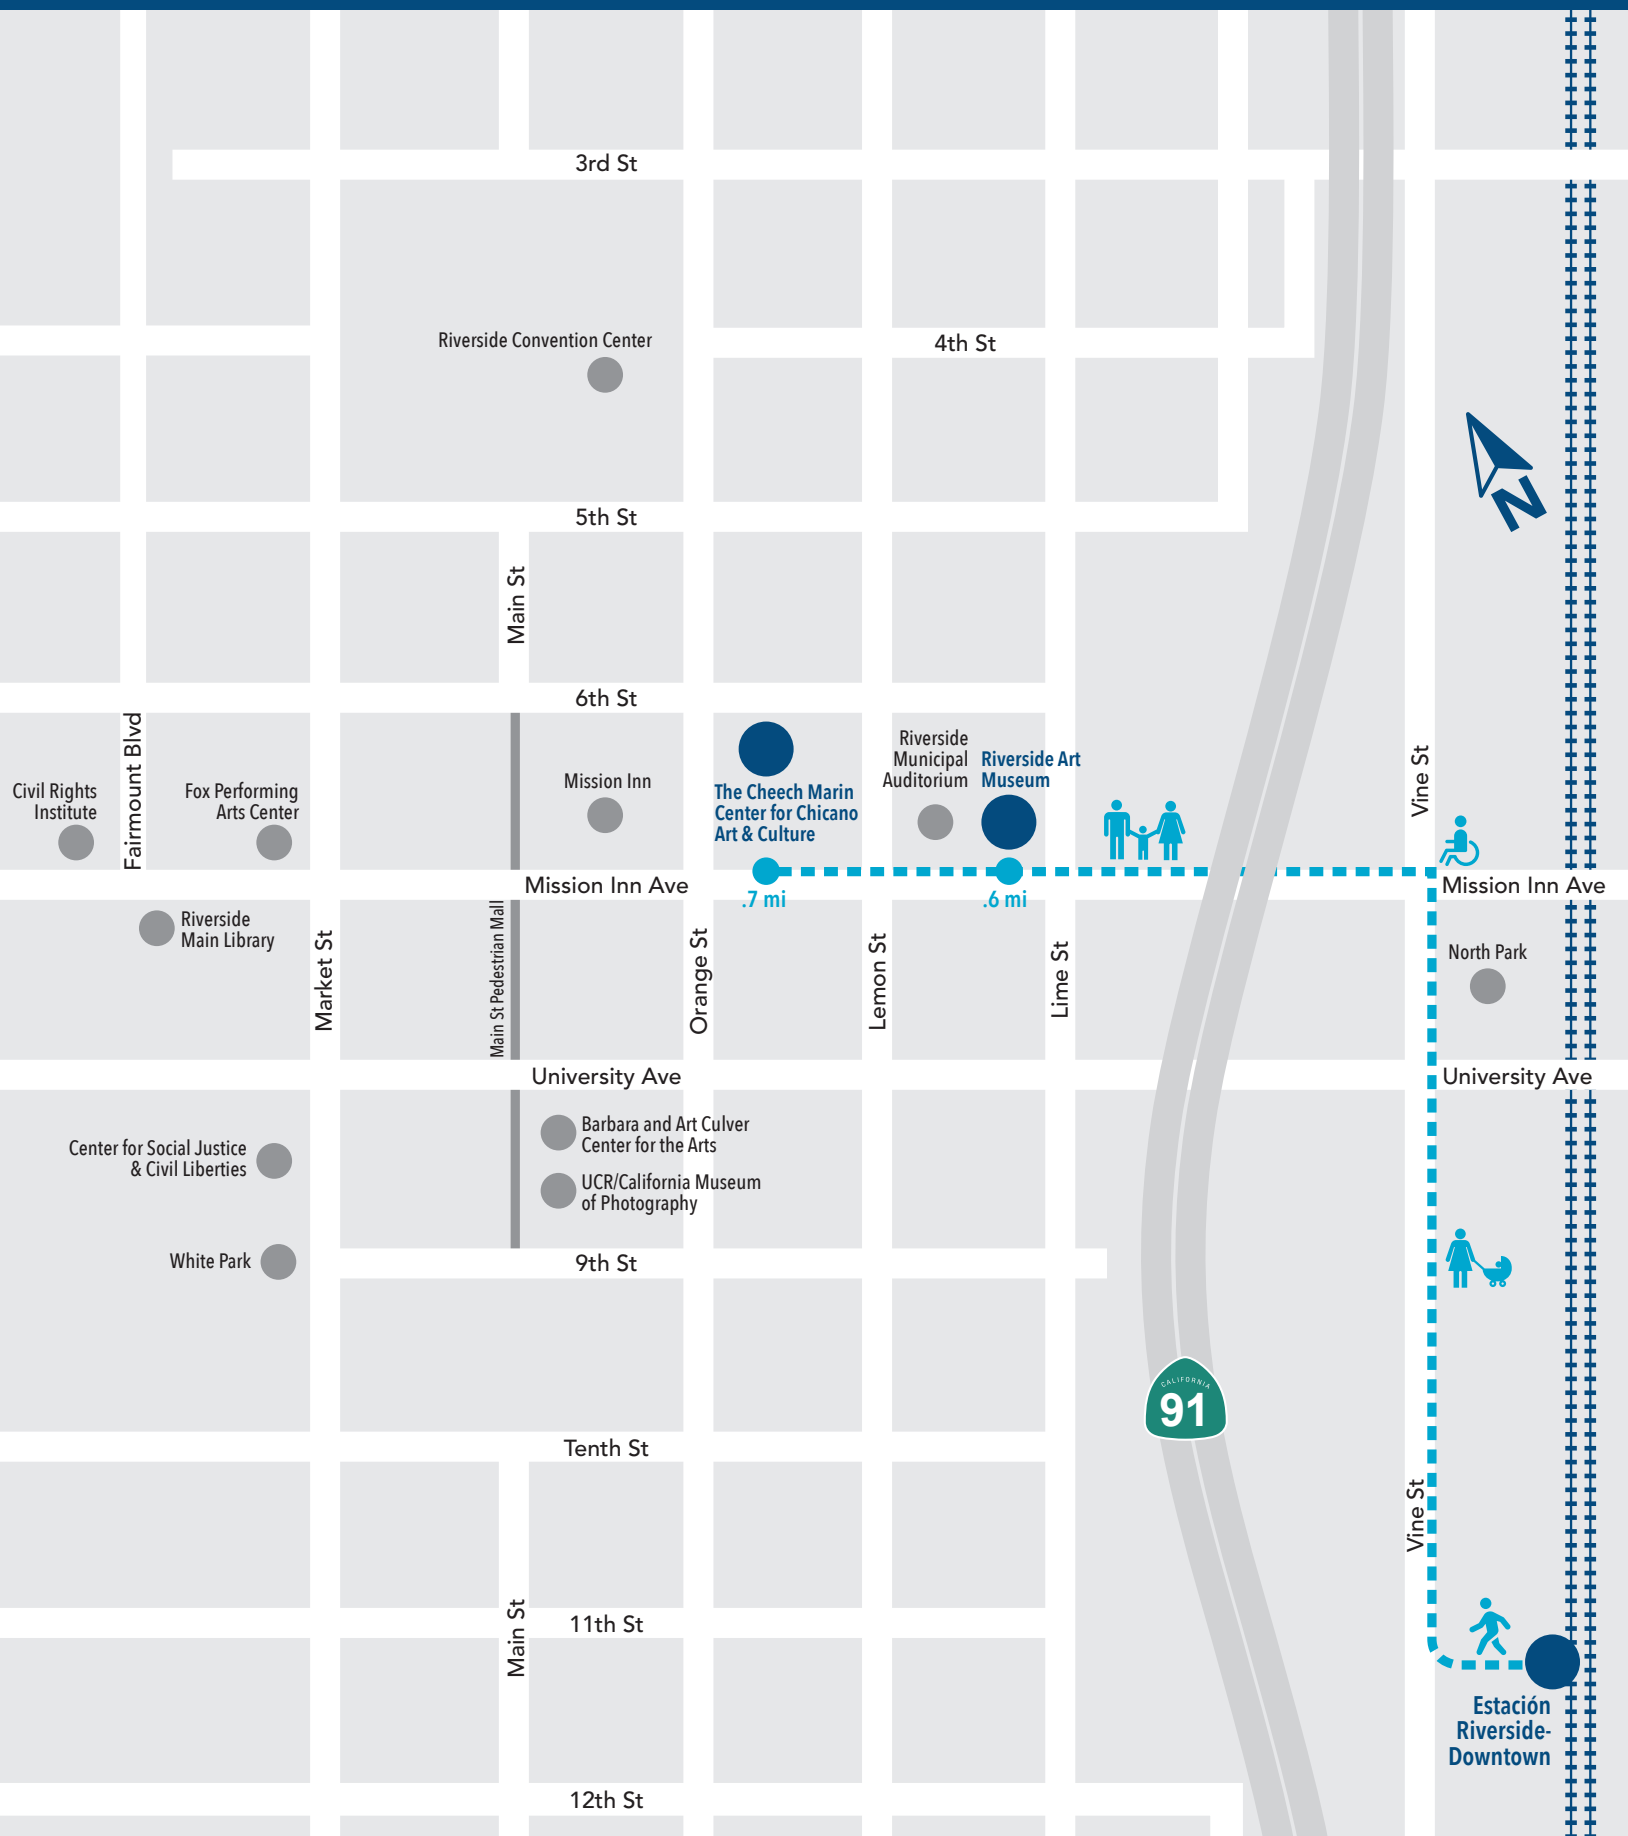 3rd St
Riverside Convention Center
4th St
N
5th St
Main St
6th St
Fairmount Blvd
Civil Rights
Institute
Fox Performing
Arts Center
Mission Inn
The Cheech Marin
Center for Chicano
Art & Culture
Riverside
Municipal
Auditorium
Riverside Art
Museum
Vine St
Mission Inn Ave
.7 mi
.6 mi
Mission Inn Ave
Riverside
Main Library
Market St
Main St Pedestrian Mall
Orange St
Lemon St
Lime St
North Park
University Ave
University Ave
Center for Social Justice
& Civil Liberties
Barbara and Art Culver
Center for the Arts
UCR/California Museum
of Photography
White Park
9th St
CALIFORNIA
91
Tenth St
Vine St
Main St
11th St
Estación
Riverside-
Downtown
12th St